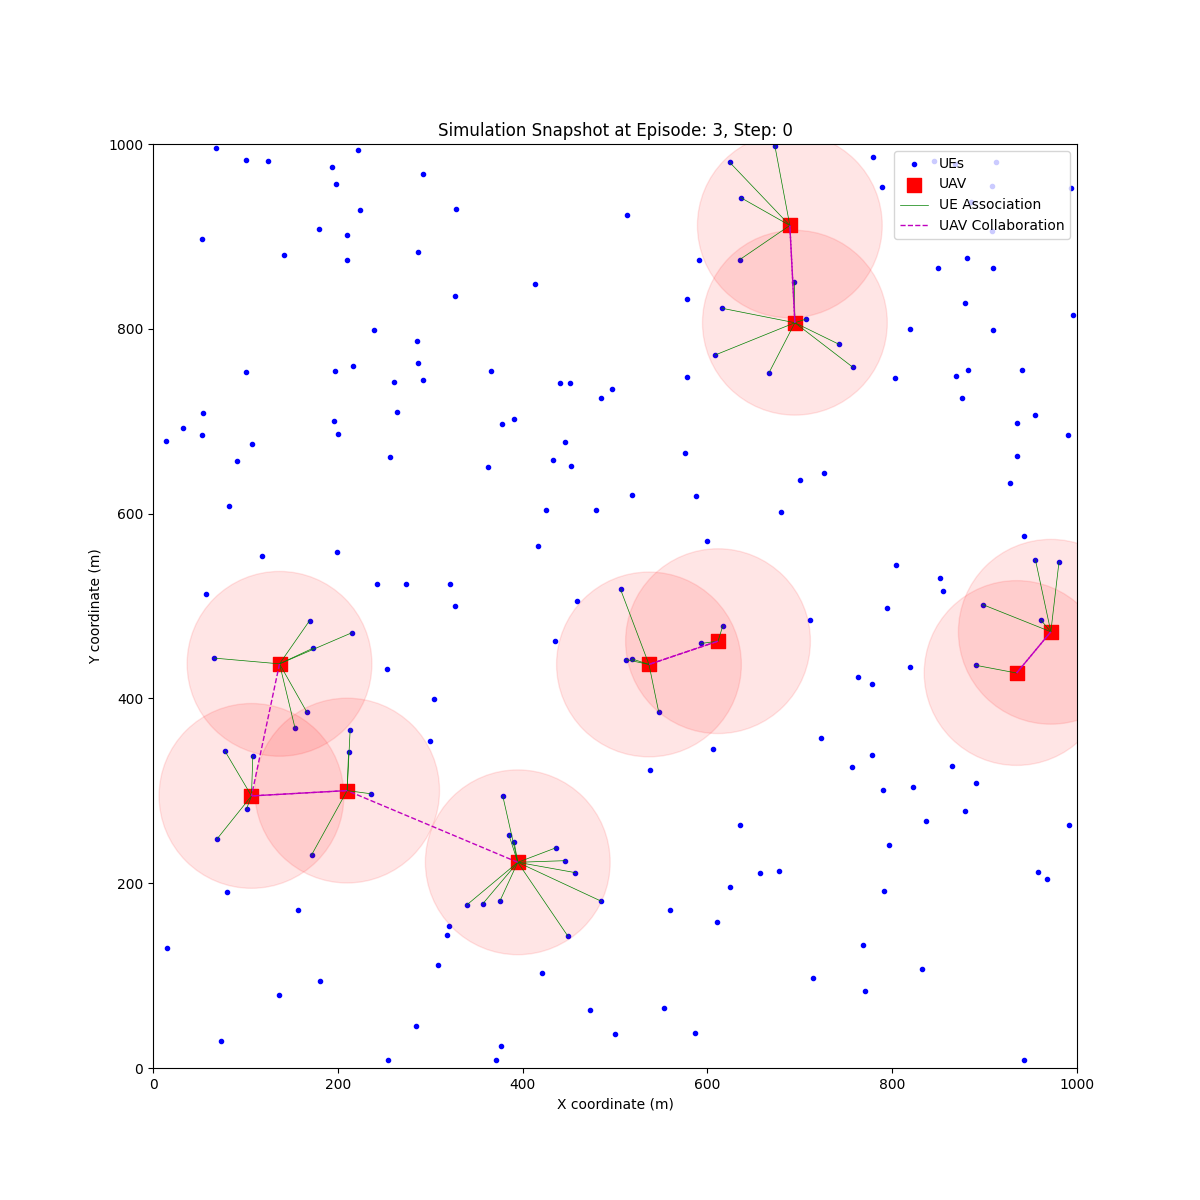 Simulation Snapshot at Episode: 3, Step: 0
UEs
UAV
UE Association
UAV Collaboration
1000
800
600
400
200
0
Y coordinate (m)
0 200 400 600 800 1000
X coordinate (m)